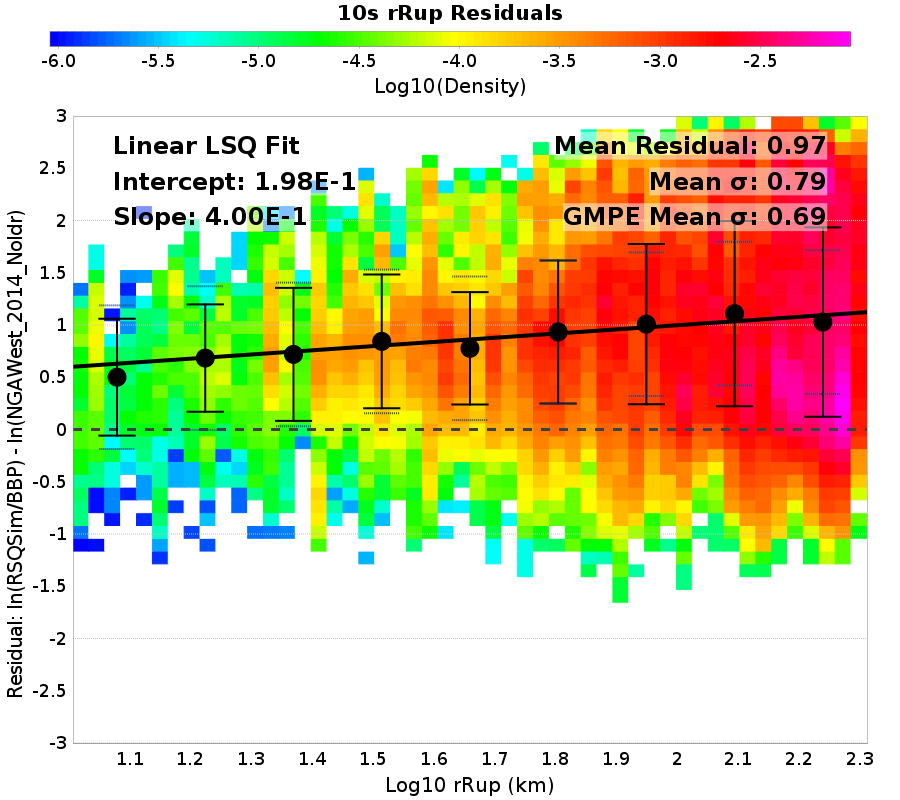 10s rRup Residuals
-6.0 -5.5 -5.0 -4.5 -4.0 -3.5 -3.0 -2.5
Log10(Density)
Linear LSQ Fit
Intercept: 1.98E-1
Slope: 4.00E-1
Mean Residual: 0.97
Mean σ: 0.79
GMPE Mean σ: 0.69
Residual: ln(RSQSim/BBP) - ln(NGAWest_2014_NoIdr)
3
2.5
2
1.5
1
0.5
0
-0.5
-1
-1.5
-2
-2.5
-3
1.1 1.2 1.3 1.4 1.5 1.6 1.7 1.8 1.9 2 2.1 2.2 2.3
Log10 rRup (km)